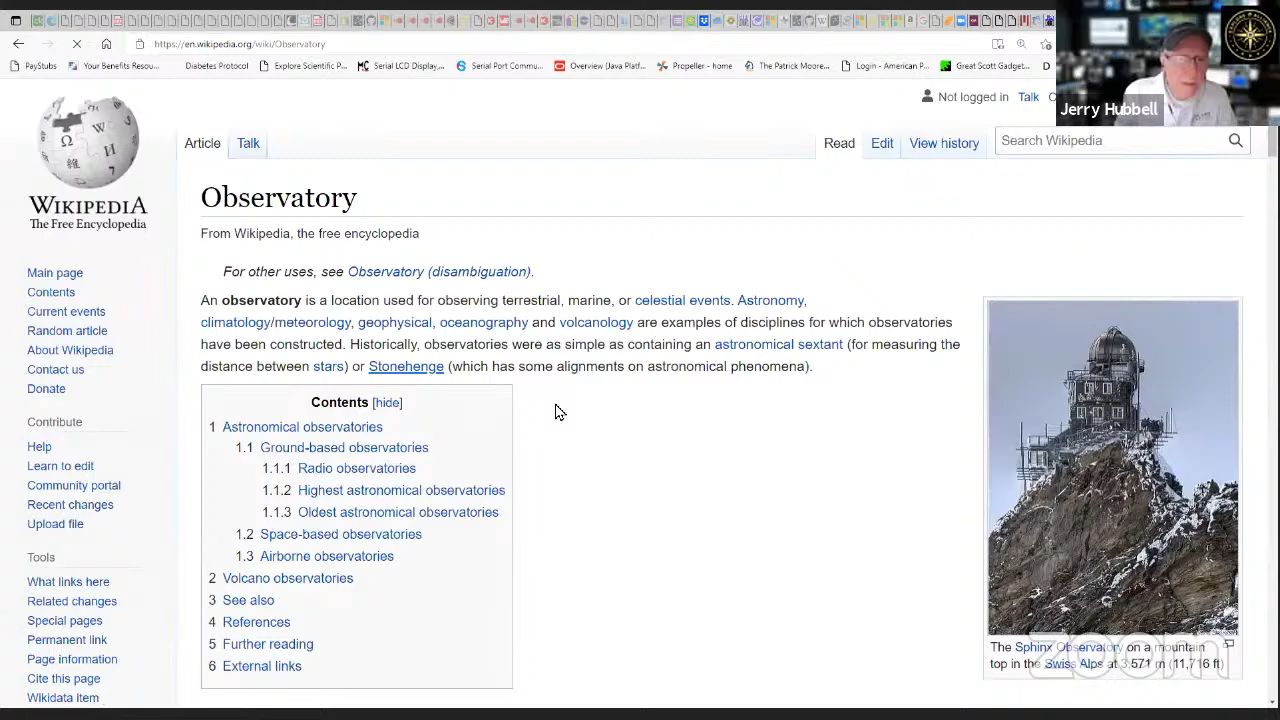 https://en.wikipedia.org/wiki/Observatory
PayStubs
Your Benefits Resou...
Diabetes Protocol
Explore Scientific P...
Serial LCD Display,...
Serial Port Commu...
Overview (Java Platf...
Propeller - home
The Patrick Moore...
Login - American P...
Great Scott Gadget...
Jerry Hubbell
Not logged in Talk
Article Talk Read Edit View history Search Wikipedia
WIKIPEDIA
The Free Encyclopedia
Main page
Contents
Current events
Random article
About Wikipedia
Contact us
Donate
Contribute
Help
Learn to edit
Community portal
Recent changes
Upload file
Tools
What links here
Related changes
Special pages
Permanent link
Page information
Cite this page
Wikidata item
Observatory
From Wikipedia, the free encyclopedia
For other uses, see Observatory (disambiguation).
An observatory is a location used for observing terrestrial, marine, or celestial events. Astronomy,
climatology/meteorology, geophysical, oceanography and volcanology are examples of disciplines for which observatories
have been constructed. Historically, observatories were as simple as containing an astronomical sextant (for measuring the
distance between stars) or Stonehenge (which has some alignments on astronomical phenomena).
Contents [hide]
1 Astronomical observatories
1.1 Ground-based observatories
1.1.1 Radio observatories
1.1.2 Highest astronomical observatories
1.1.3 Oldest astronomical observatories
1.2 Space-based observatories
1.3 Airborne observatories
2 Volcano observatories
3 See also
4 References
5 Further reading
6 External links
The Sphinx Observatory on a mountain
top in the Swiss Alps at 3,571 m (11,716 ft)
zoom